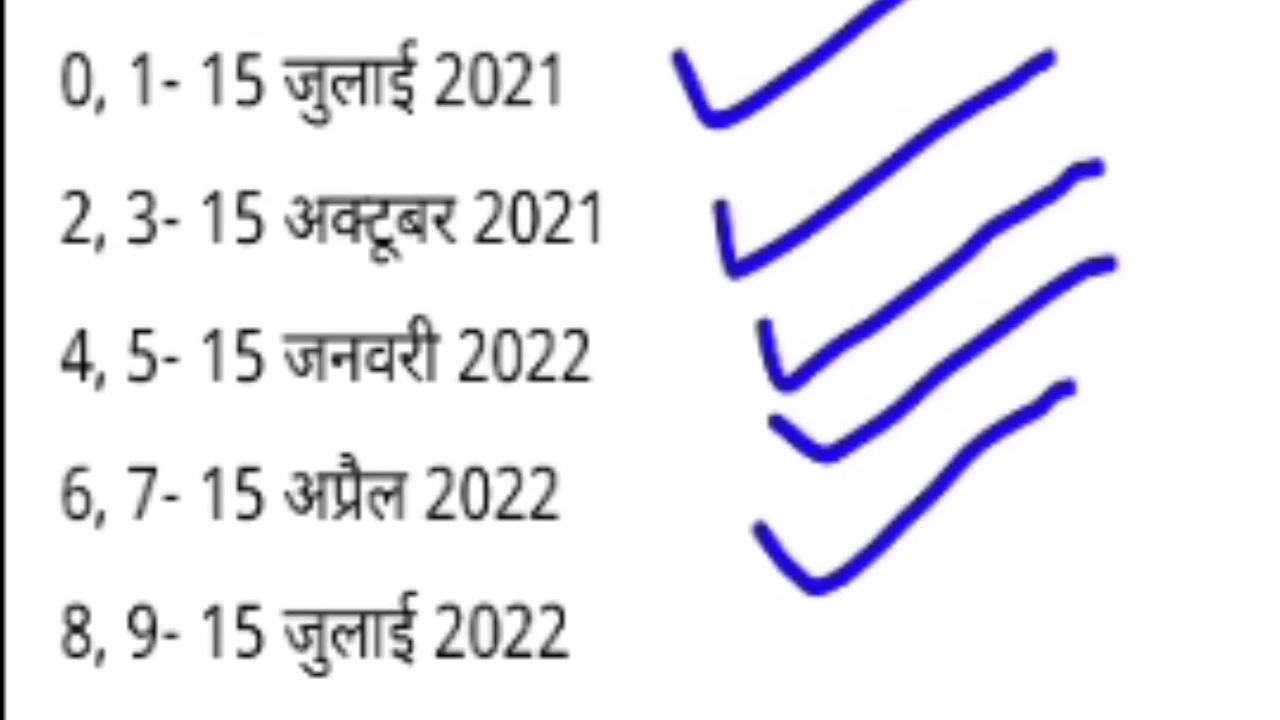 0, 1- 15 जुलाई 2021
2, 3- 15 अक्टूबर 2021
4, 5- 15 जनवरी 2022
6, 7- 15 अप्रैल 2022
8, 9- 15 जुलाई 2022